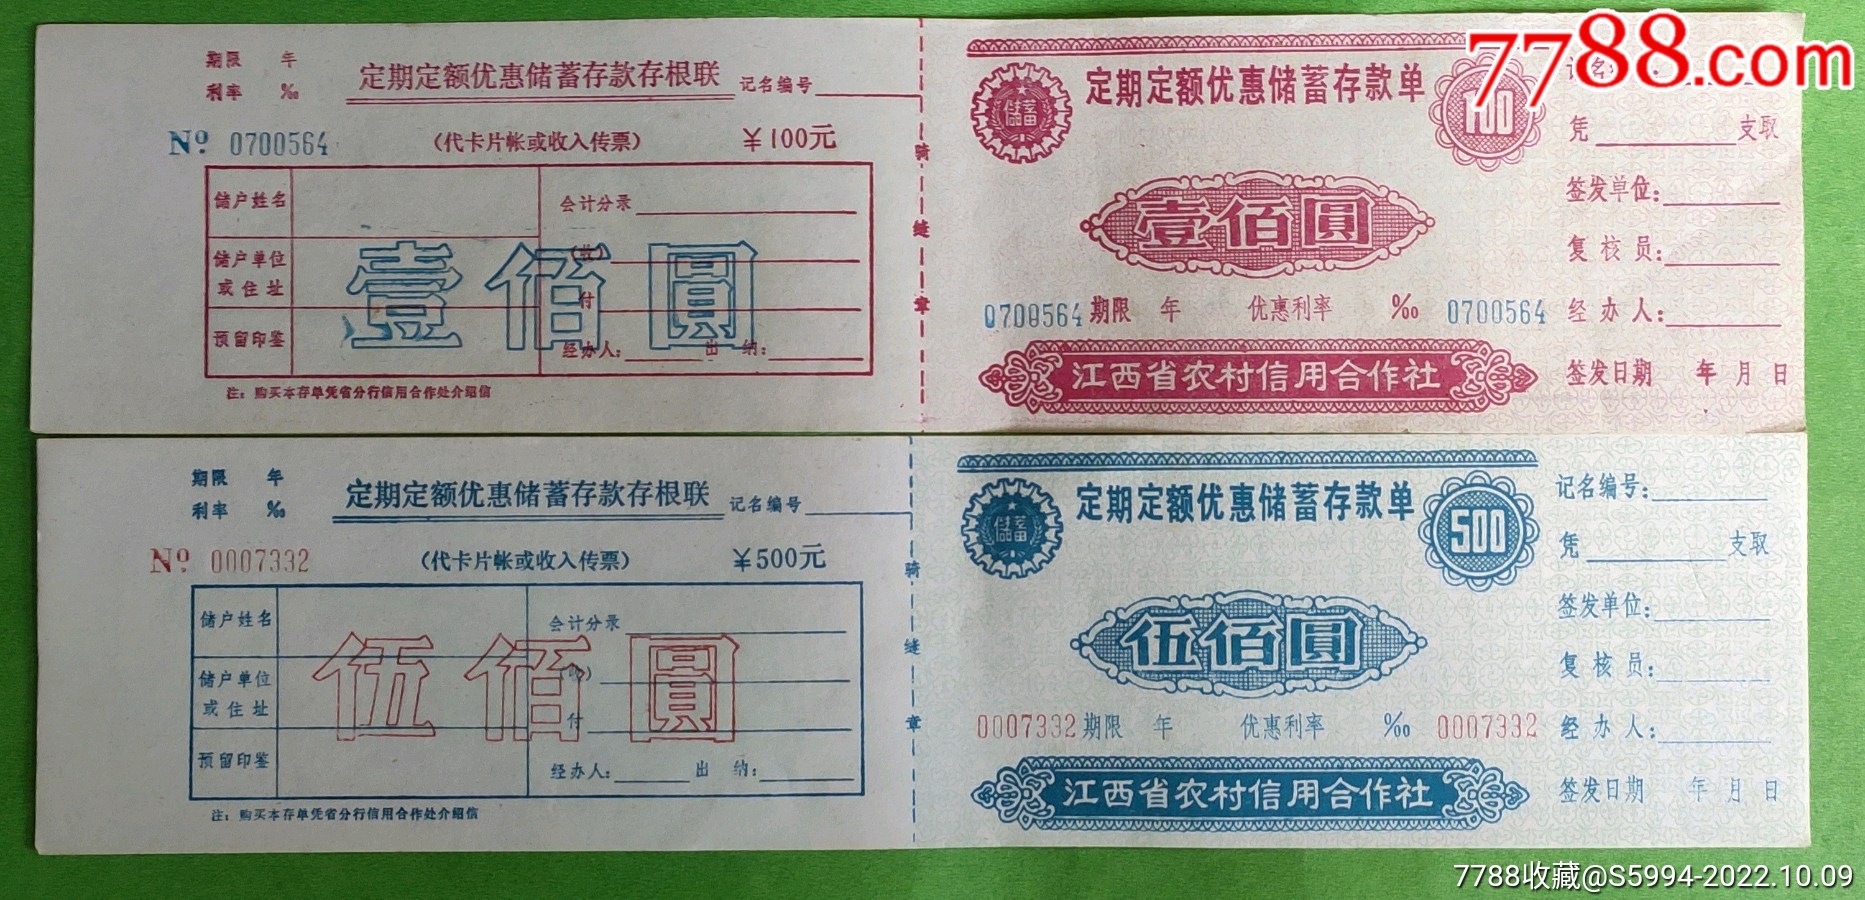 期限 年
利率 ‰
定期定额优惠储蓄存款存根联
记名编号
№ 0700564
(代卡片帐或收入传票)
￥100元
储户姓名
会计分录
储户单位
或住址
(收)
付
壹佰圓
预留印鉴
经办人: 出 纳:
注：购买本存单凭省分行信用合作处介绍信
骑缝章
储蓄
定期定额优惠储蓄存款单
100
壹佰圓
0700564 期限 年 优惠利率 ‰ 0700564
江西省农村信用合作社
凭 支取
签发单位:
复核员:
经办人:
签发日期 年 月 日
7788.com
期限 年
利率 ‰
定期定额优惠储蓄存款存根联
记名编号
№ 0007332
(代卡片帐或收入传票)
￥500元
储户姓名
会计分录
储户单位
或住址
(收)
付
伍佰圓
预留印鉴
经办人: 出 纳:
注：购买本存单凭省分行信用合作处介绍信
骑缝章
儲蓄
定期定额优惠储蓄存款单
500
伍佰圓
0007332 期限 年 优惠利率 ‰ 0007332
江西省农村信用合作社
记名编号:
凭 支取
签发单位:
复核员:
经办人:
签发日期 年 月 日
7788收藏@S5994-2022.10.09